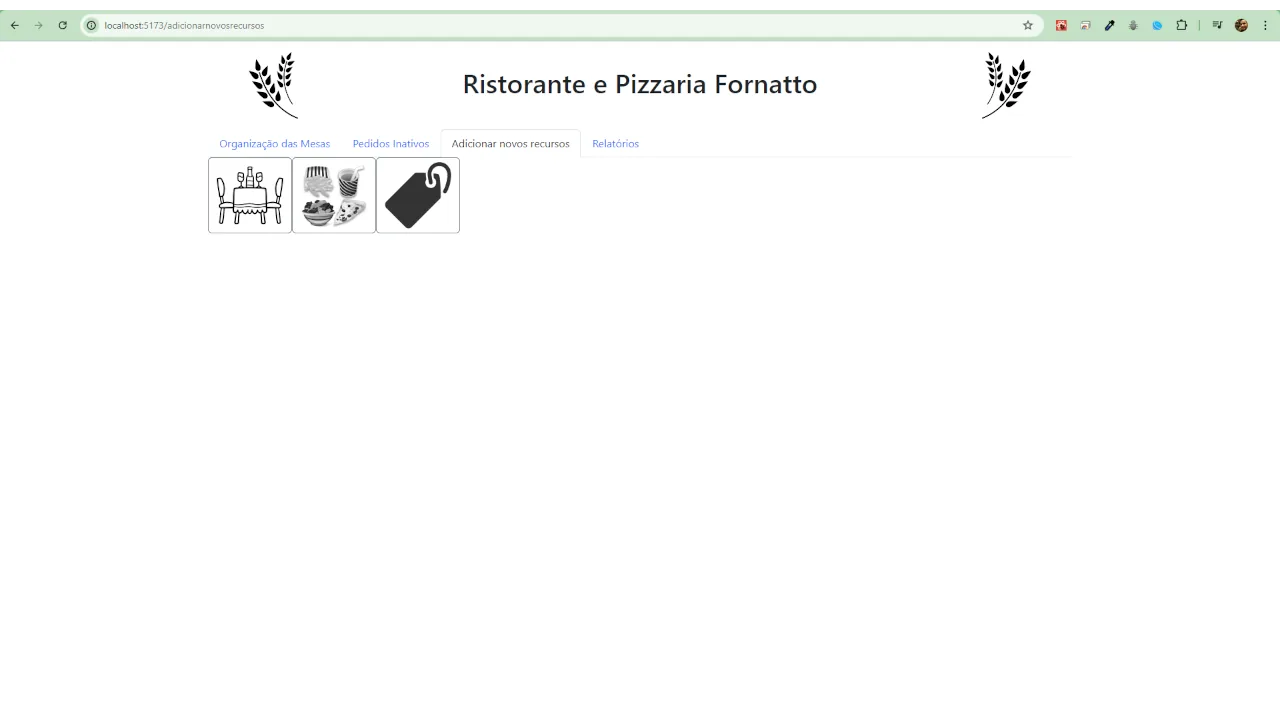 localhost:5173/adicionarnovosrecursos
Ristorante e Pizzaria Fornatto
Organização das Mesas
Pedidos Inativos
Adicionar novos recursos
Relatórios